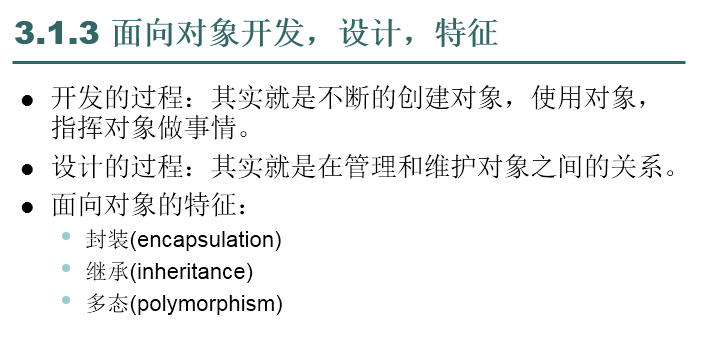 3.1.3 面向对象开发，设计，特征
开发的过程：其实就是不断的创建对象，使用对象，
指挥对象做事情。
设计的过程：其实就是在管理和维护对象之间的关系。
面向对象的特征：
封装(encapsulation)
继承(inheritance)
多态(polymorphism)